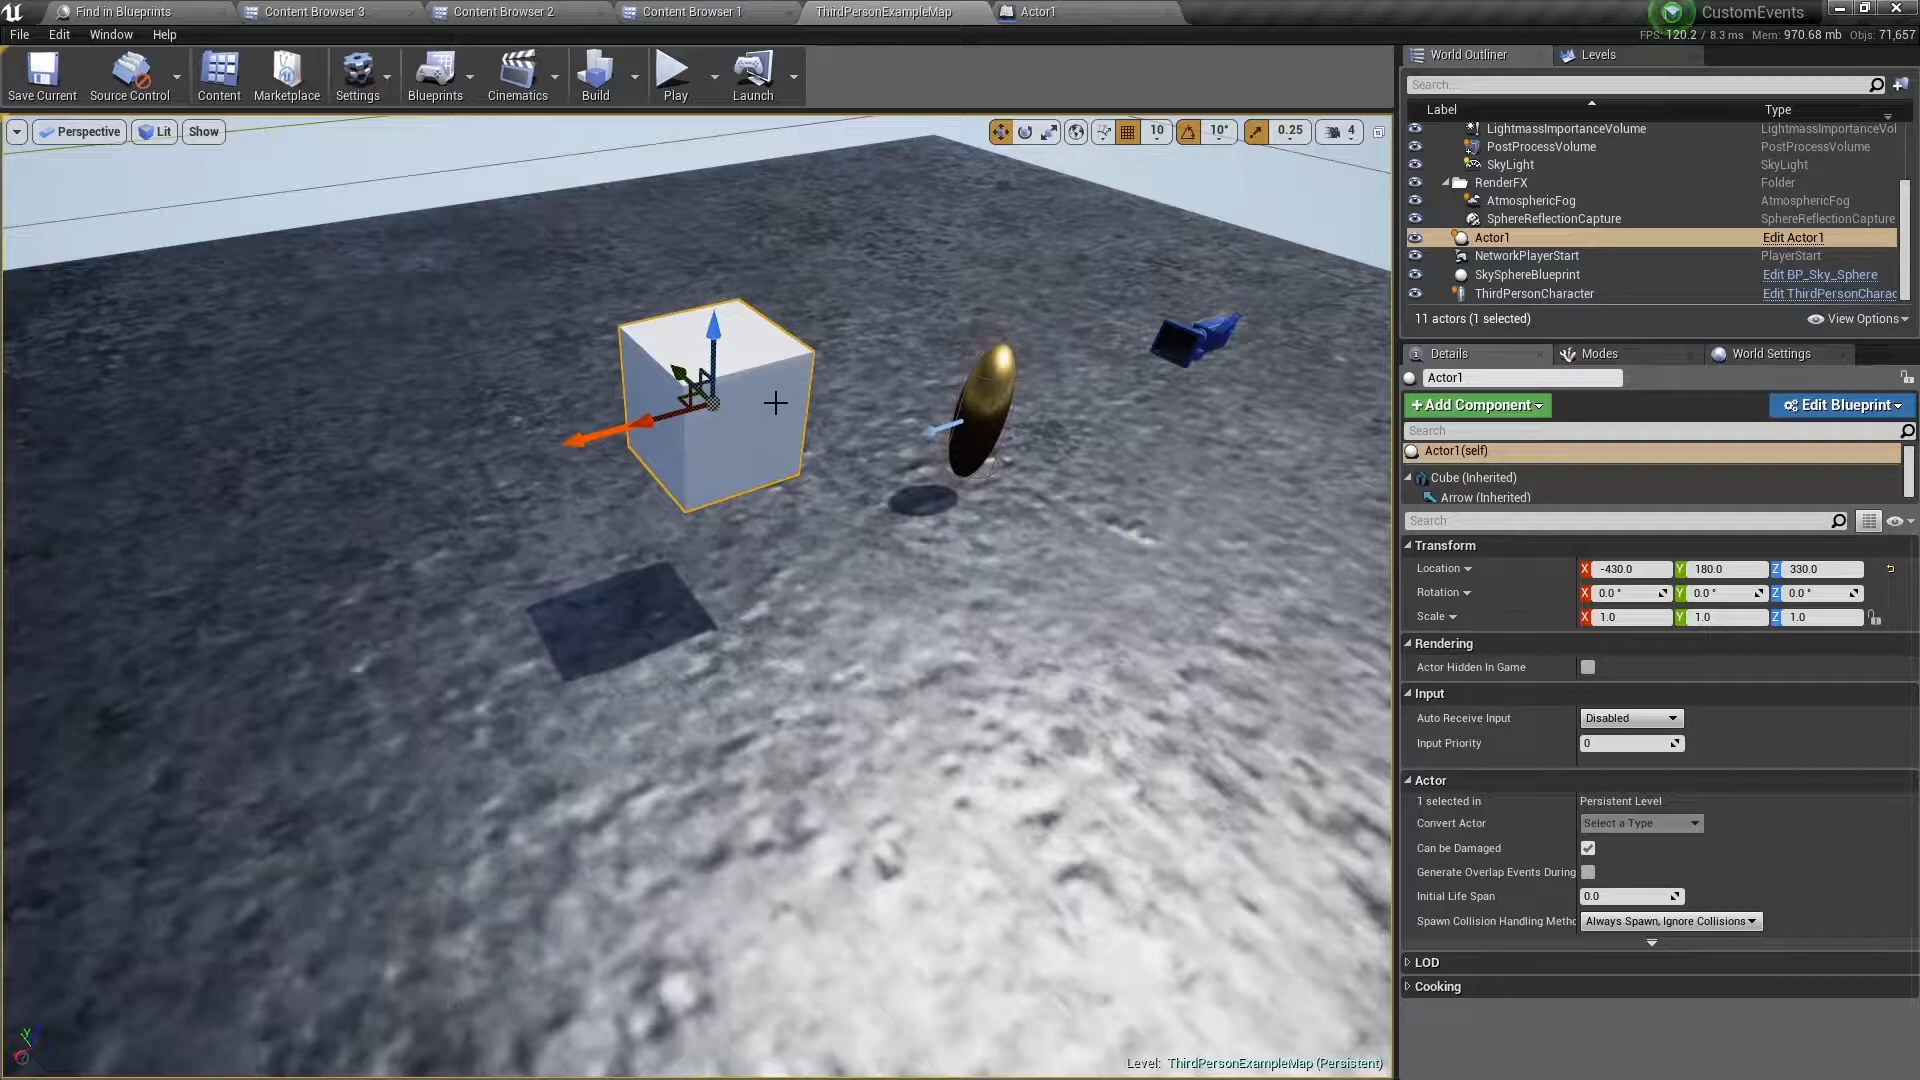 Find in Blueprints
Content Browser 3
Content Browser 2
Content Browser 1
ThirdPersonExampleMap
Actor1
CustomEvents
File Edit Window Help
FPS: 120.2 / 8.3 ms Mem: 970.68 mb Objs: 71,657
Save Current
Source Control
Content
Marketplace
Settings
Blueprints
Cinematics
Build
Play
Launch
Perspective
Lit
Show
10
10°
0.25
4
World Outliner
Levels
Search...
Label Type
LightmassImportanceVolume LightmassImportanceVol
PostProcessVolume PostProcessVolume
SkyLight SkyLight
RenderFX Folder
AtmosphericFog AtmosphericFog
SphereReflectionCapture SphereReflectionCapture
Actor1 Edit Actor1
NetworkPlayerStart PlayerStart
SkySphereBlueprint Edit BP_Sky_Sphere
ThirdPersonCharacter Edit ThirdPersonCharac
11 actors (1 selected)
View Options
Details
Modes
World Settings
Actor1
+Add Component
Edit Blueprint
Search
Actor1(self)
Cube (Inherited)
Arrow (Inherited)
Search
Transform
Location X -430.0 Y 180.0 Z 330.0
Rotation X 0.0 ° Y 0.0 ° Z 0.0 °
Scale X 1.0 Y 1.0 Z 1.0
Rendering
Actor Hidden In Game
Input
Auto Receive Input Disabled
Input Priority 0
Actor
1 selected in Persistent Level
Convert Actor Select a Type
Can be Damaged
Generate Overlap Events During
Initial Life Span 0.0
Spawn Collision Handling Metho Always Spawn, Ignore Collisions
LOD
Cooking
Y
Level: ThirdPersonExampleMap (Persistent)